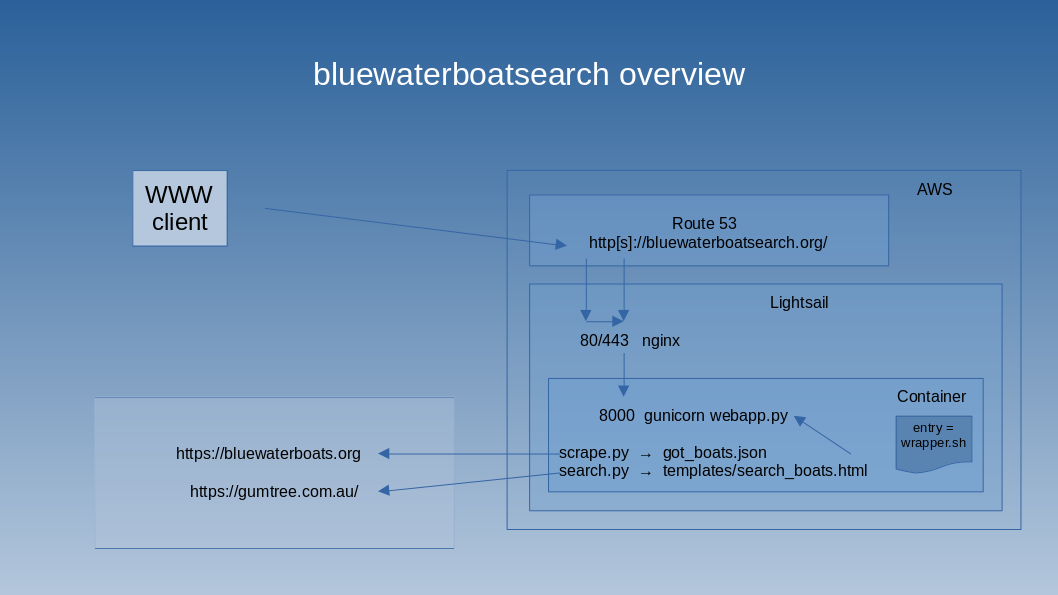 bluewaterboatsearch overview
WWW
client
AWS
Route 53
http[s]://bluewaterboatsearch.org/
Lightsail
80/443 nginx
Container
8000 gunicorn webapp.py
entry =
wrapper.sh
scrape.py → got_boats.json
search.py → templates/search_boats.html
https://bluewaterboats.org
https://gumtree.com.au/